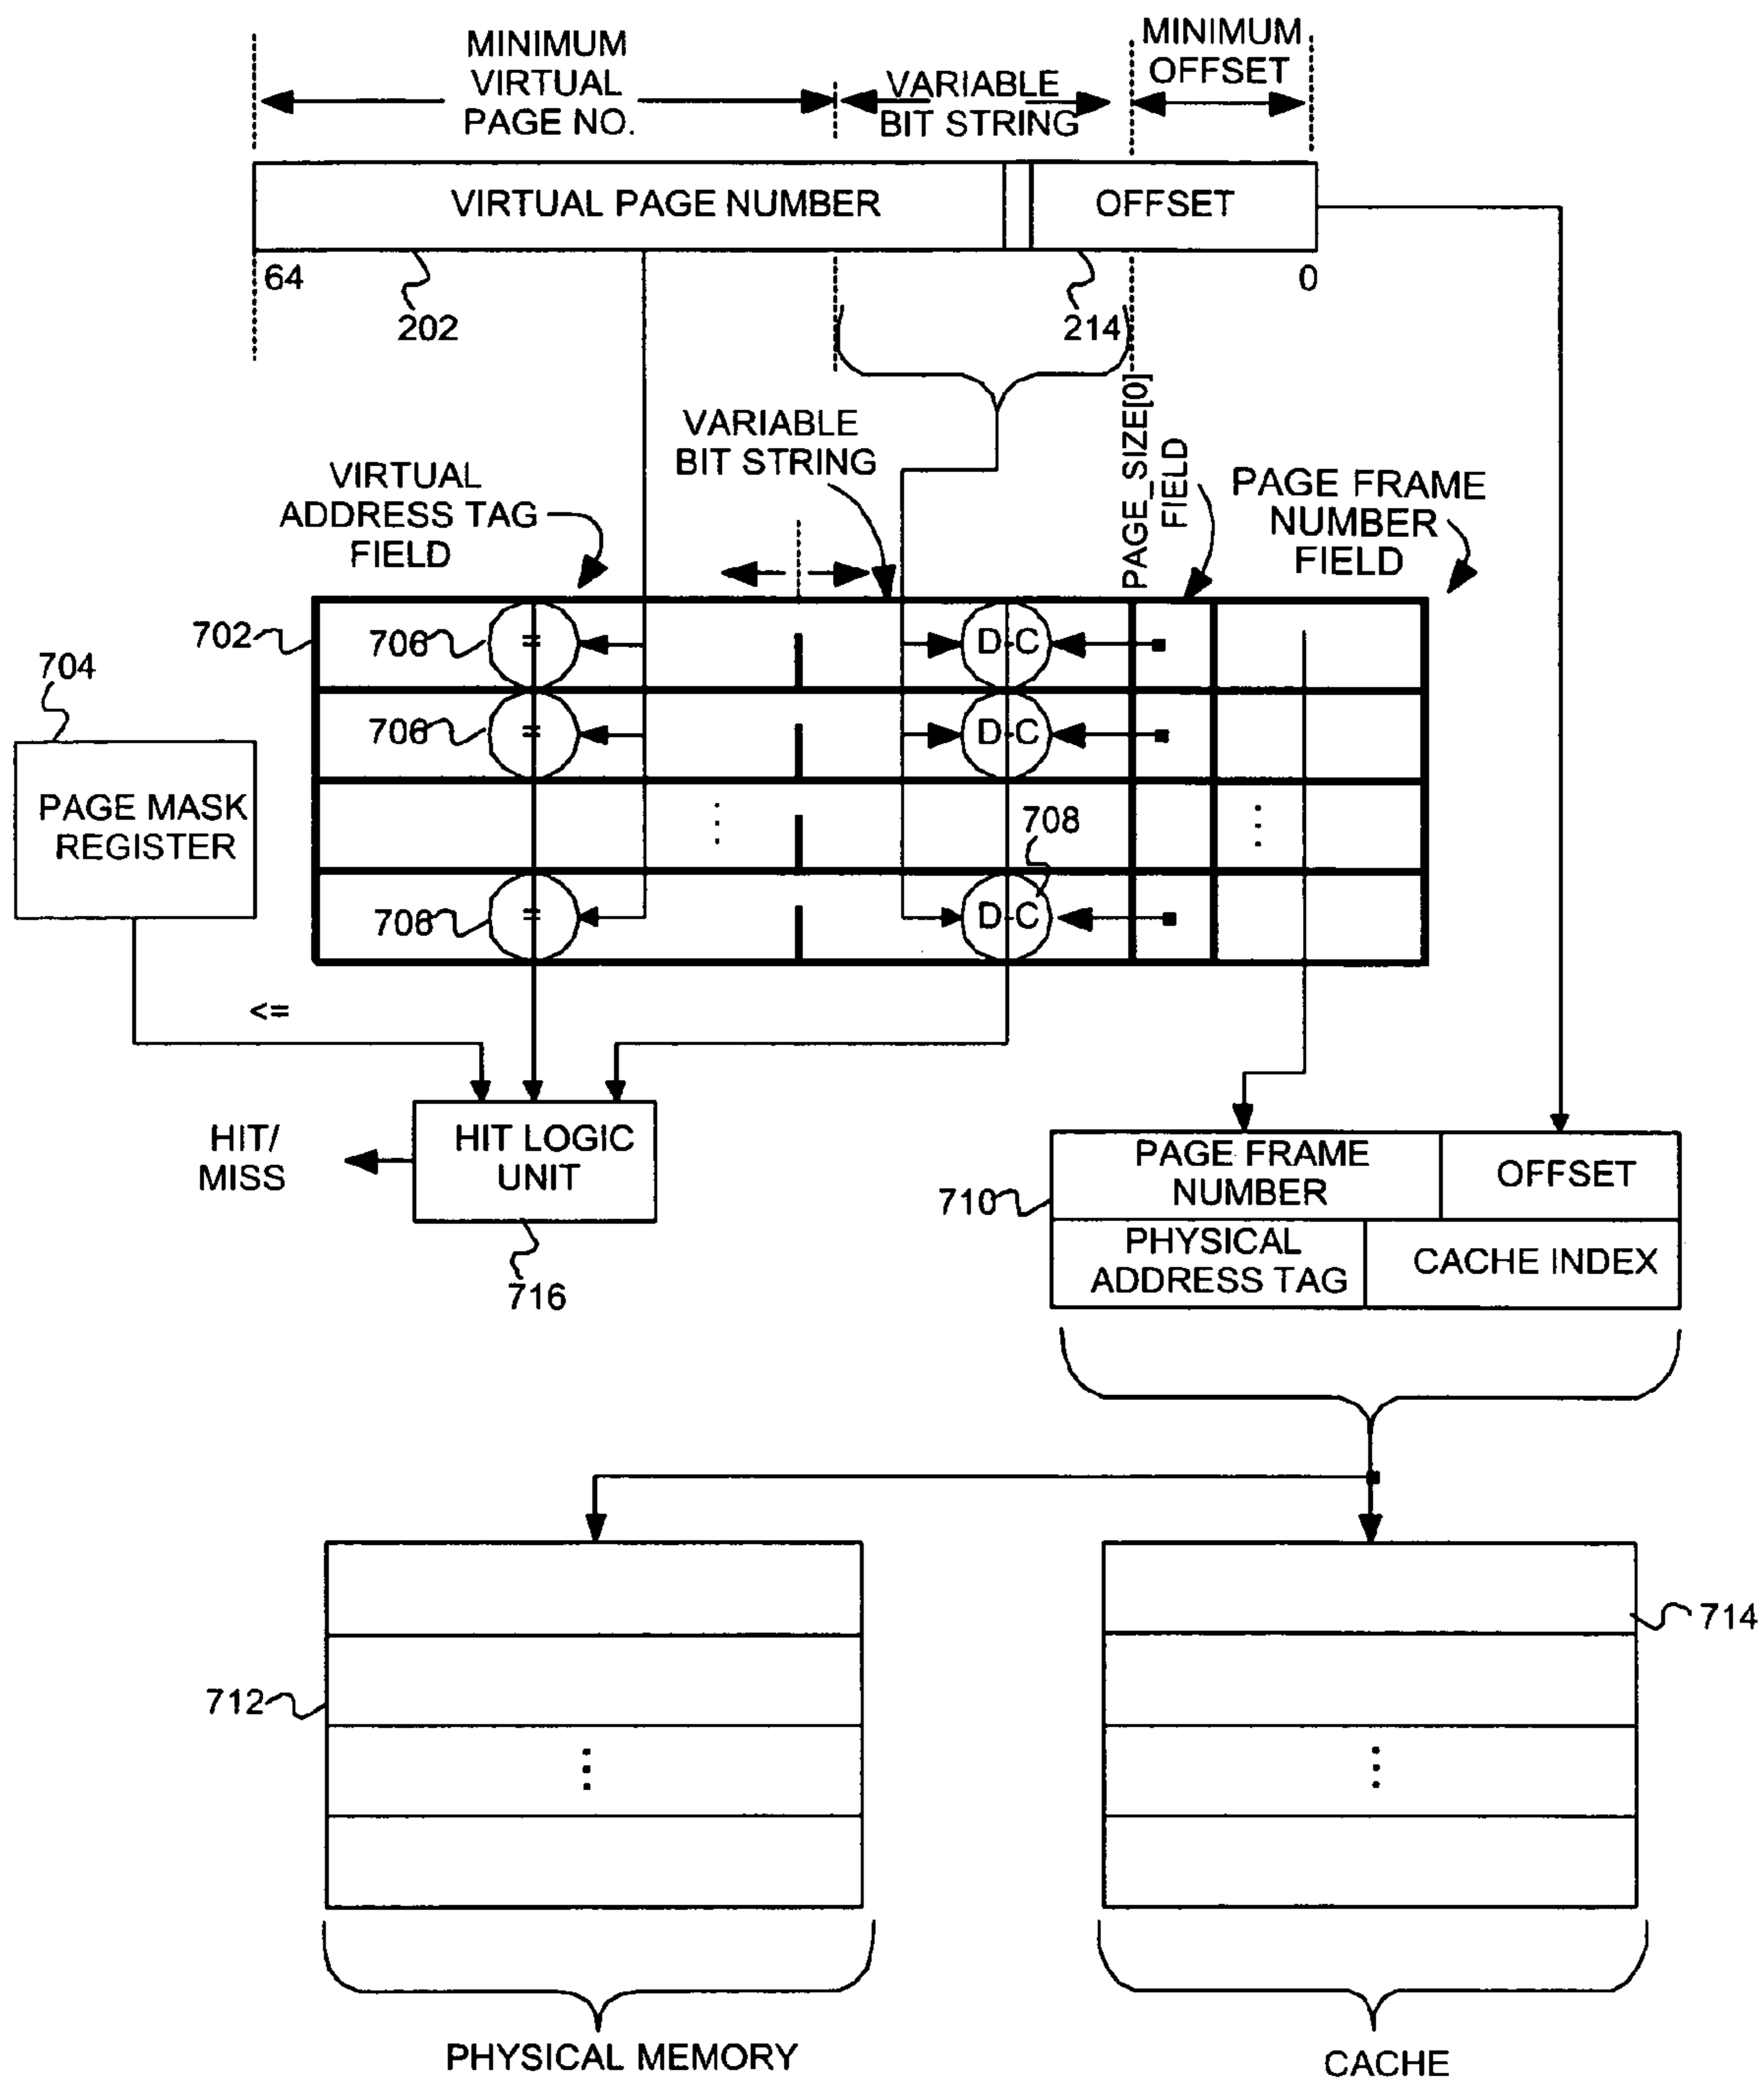 MINIMUM
VIRTUAL
PAGE NO.
VARIABLE
BIT STRING
MINIMUM
OFFSET
VIRTUAL PAGE NUMBER
OFFSET
64
0
202
214
VARIABLE
BIT STRING
VIRTUAL
ADDRESS TAG
FIELD
PAGE_SIZE[0]
FIELD
PAGE FRAME
NUMBER
FIELD
702
706
=
D-C
704
706
=
D-C
PAGE MASK
REGISTER
⋮
708
⋮
706
=
D-C
<=
HIT/
MISS
HIT LOGIC
UNIT
716
710
PAGE FRAME
NUMBER
OFFSET
PHYSICAL
ADDRESS TAG
CACHE INDEX
714
712
⋮
⋮
PHYSICAL MEMORY
CACHE